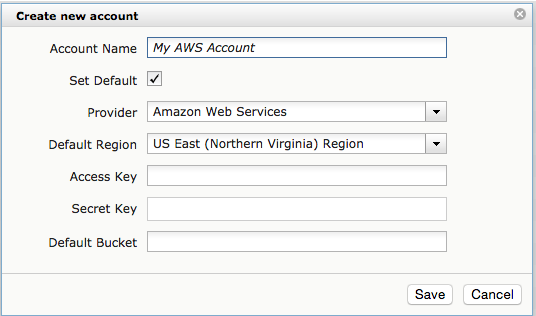 Create new account
Account Name My AWS Account
Set Default
Provider Amazon Web Services
Default Region US East (Northern Virginia) Region
Access Key
Secret Key
Default Bucket
Save Cancel